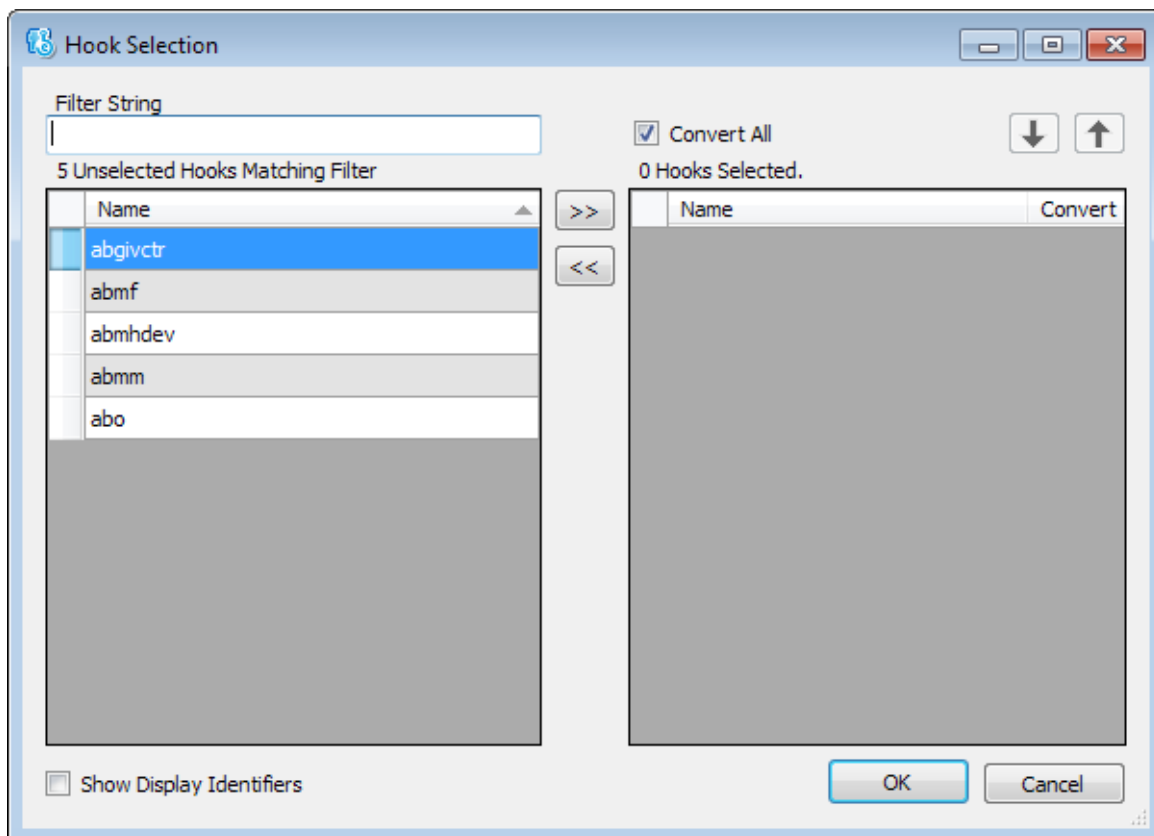 Hook Selection
Filter String
Convert All
5 Unselected Hooks Matching Filter
0 Hooks Selected.
Name
>>
Name Convert
abgivctr
<<
abmf
abmhdev
abmm
abo
Show Display Identifiers
OK
Cancel